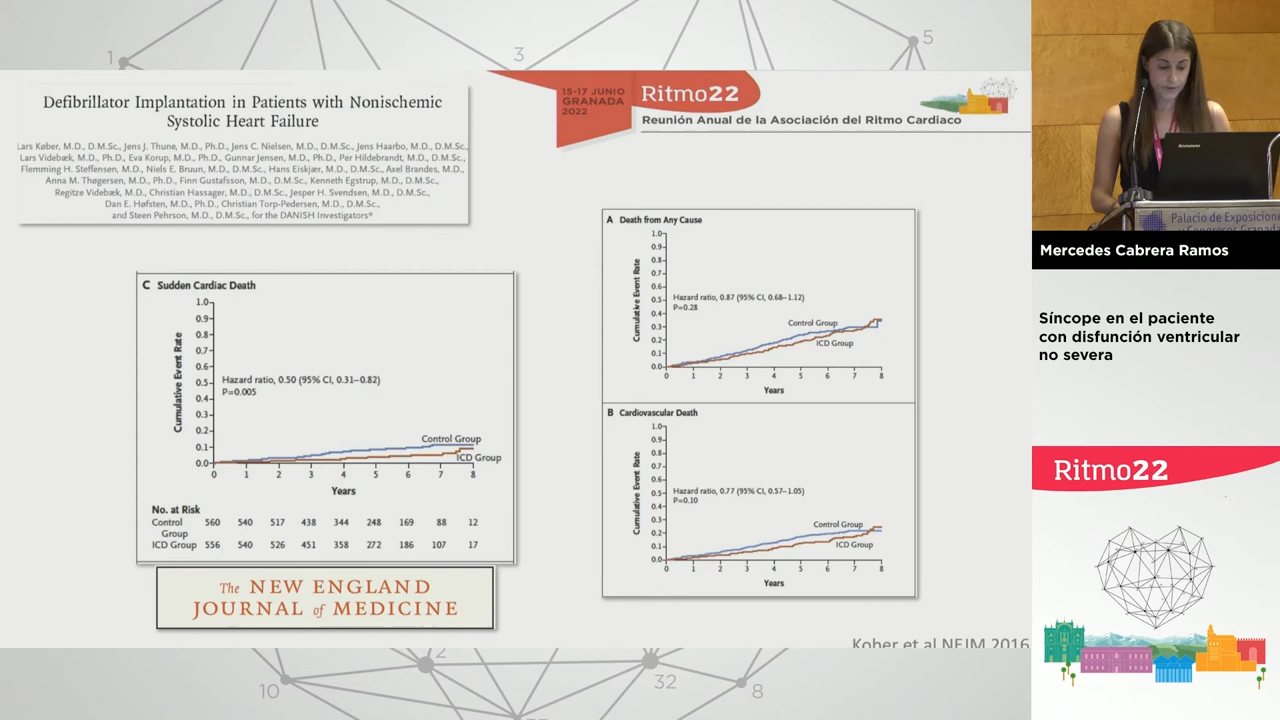 1
3
5
Defibrillator Implantation in Patients with Nonischemic
Systolic Heart Failure
Lars Køber, M.D., D.M.Sc., Jens J. Thune, M.D., Ph.D., Jens C. Nielsen, M.D., D.M.Sc., Jens Haarbo, M.D., D.M.Sc.,
Lars Videbæk, M.D., Ph.D., Eva Korup, M.D., Ph.D., Gunnar Jensen, M.D., Ph.D., Per Hildebrandt, M.D., D.M.Sc.,
Flemming H. Steffensen, M.D., Ph.D., Niels E. Bruun, M.D., D.M.Sc., Hans Eiskjær, M.D., D.M.Sc., Axel Brandes, M.D.,
Anna M. Thøgersen, M.D., Ph.D., Finn Gustafsson, M.D., D.M.Sc., Kenneth Egstrup, M.D., D.M.Sc.,
Regitze Videbæk, M.D., Christian Hassager, M.D., D.M.Sc., Jesper H. Svendsen, M.D., D.M.Sc.,
Dan E. Høfsten, M.D., Ph.D., Christian Torp-Pedersen, M.D., D.M.Sc.,
and Steen Pehrson, M.D., D.M.Sc., for the DANISH Investigators*
15-17 JUNIO
GRANADA
2022
Ritmo22
Reunión Anual de la Asociación del Ritmo Cardiaco
C Sudden Cardiac Death
Cumulative Event Rate
1.0
0.9
0.8
0.7
0.6
0.5
0.4
0.3
0.2
0.1
0.0
Hazard ratio, 0.50 (95% CI, 0.31–0.82)
P=0.005
Control Group
ICD Group
0 1 2 3 4 5 6 7 8
Years
No. at Risk
Control Group 560 540 517 438 344 248 169 88 12
ICD Group 556 540 526 451 358 272 186 107 17
The NEW ENGLAND
JOURNAL of MEDICINE
A Death from Any Cause
Cumulative Event Rate
1.0
0.9
0.8
0.7
0.6
0.5
0.4
0.3
0.2
0.1
0.0
Hazard ratio, 0.87 (95% CI, 0.68–1.12)
P=0.28
Control Group
ICD Group
0 1 2 3 4 5 6 7 8
Years
B Cardiovascular Death
Cumulative Event Rate
1.0
0.9
0.8
0.7
0.6
0.5
0.4
0.3
0.2
0.1
0.0
Hazard ratio, 0.77 (95% CI, 0.57–1.05)
P=0.10
Control Group
ICD Group
0 1 2 3 4 5 6 7 8
Years
Kober et al NEJM 2016
2
10
32
8
Lenovo
Palacio de Exposicione
y Congresos Granada
Mercedes Cabrera Ramos
Síncope en el paciente
con disfunción ventricular
no severa
Ritmo22